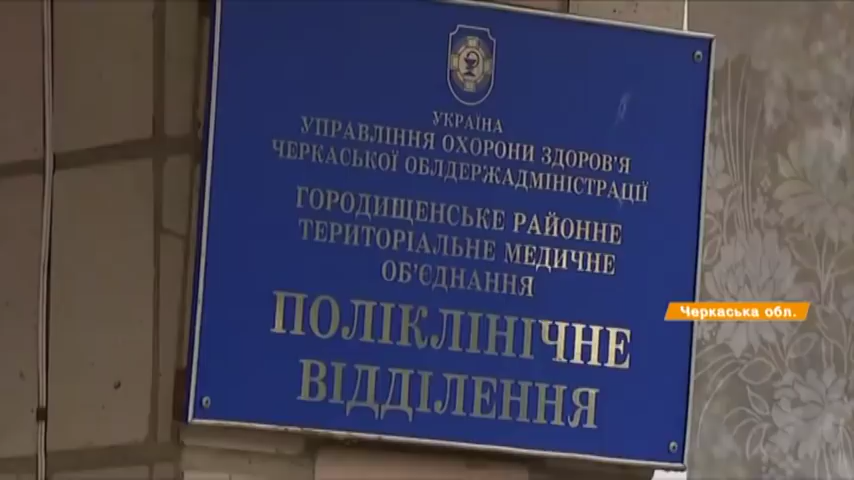 УКРАЇНА
УПРАВЛІННЯ ОХОРОНИ ЗДОРОВ'Я
ЧЕРКАСЬКОЇ ОБЛДЕРЖАДМІНІСТРАЦІЇ
ГОРОДИЩЕНСЬКЕ РАЙОННЕ
ТЕРИТОРІАЛЬНЕ МЕДИЧНЕ
ОБ'ЄДНАННЯ
ПОЛІКЛІНІЧНЕ
ВІДДІЛЕННЯ
Черкаська обл.